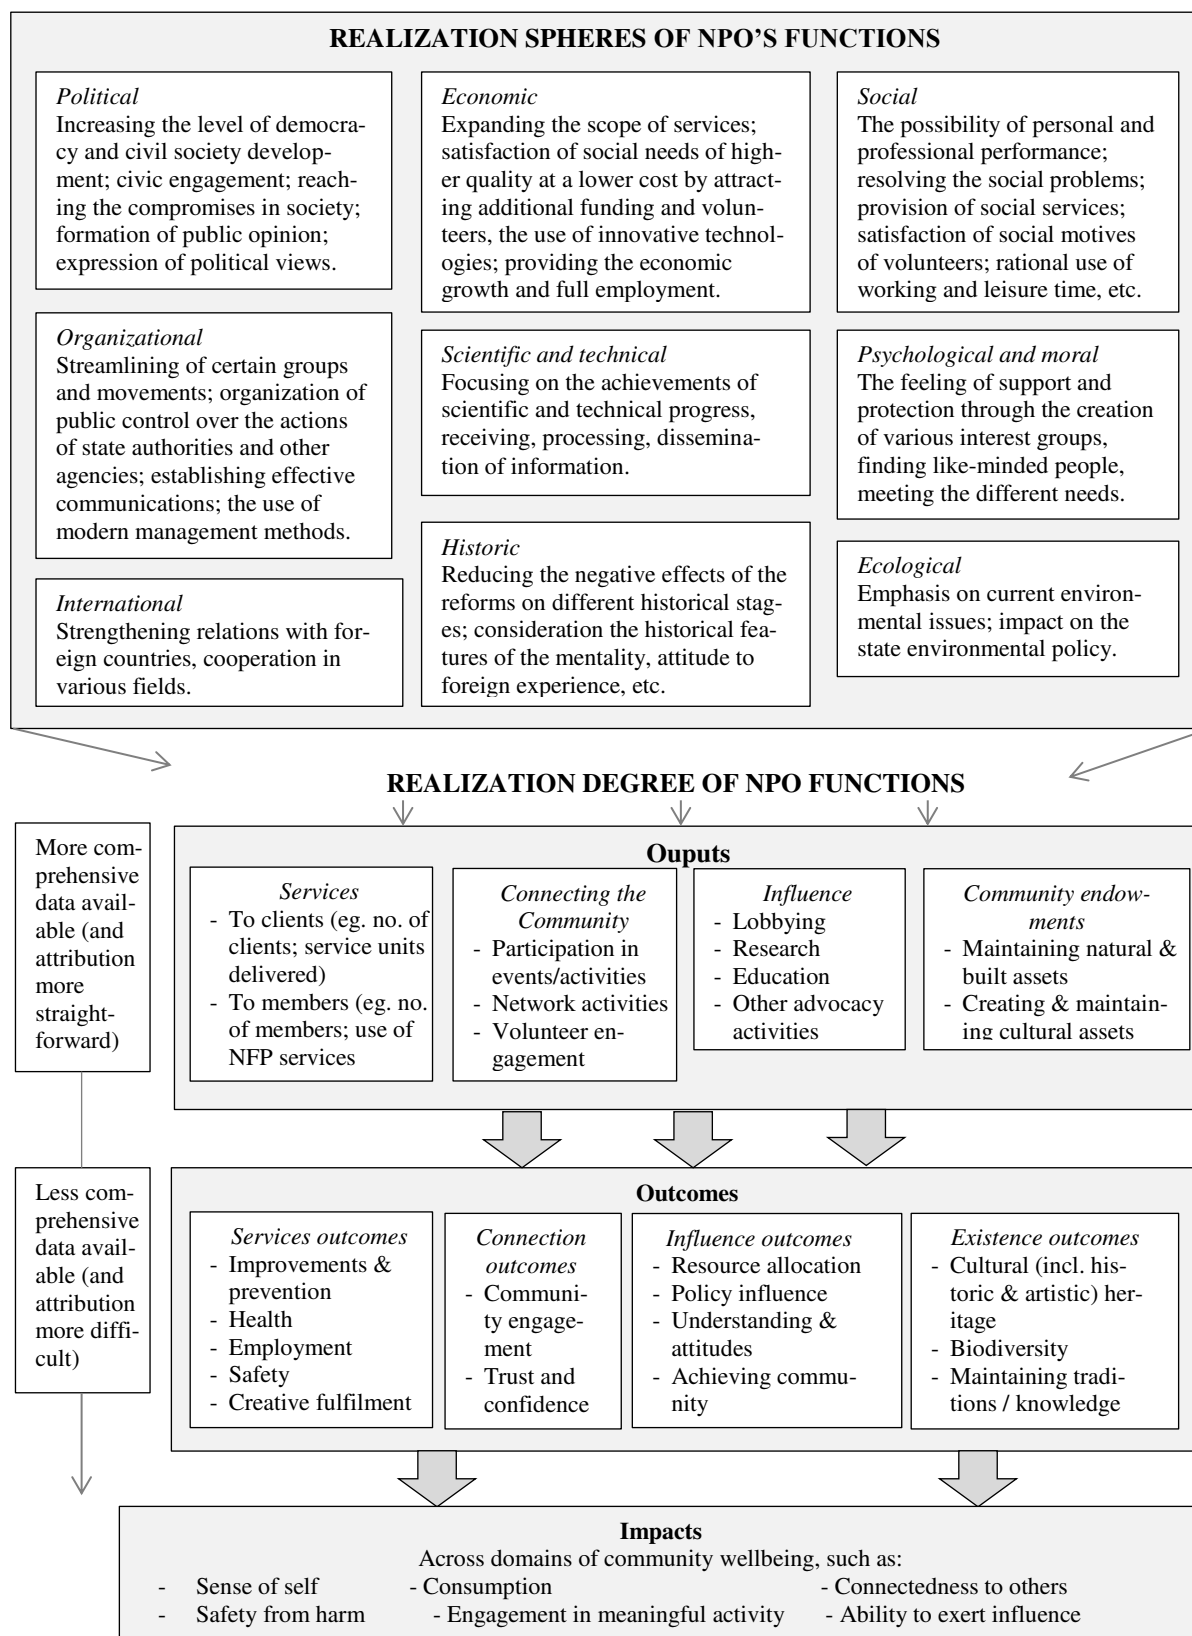 REALIZATION SPHERES OF NPO'S FUNCTIONS
Political
Increasing the level of democra-
cy and civil society develop-
ment; civic engagement; reach-
ing the compromises in society;
formation of public opinion;
expression of political views.
Economic
Expanding the scope of services;
satisfaction of social needs of high-
er quality at a lower cost by attract-
ing additional funding and volun-
teers, the use of innovative technol-
ogies; providing the economic
growth and full employment.
Social
The possibility of personal and
professional performance;
resolving the social problems;
provision of social services;
satisfaction of social motives
of volunteers; rational use of
working and leisure time, etc.
Organizational
Streamlining of certain groups
and movements; organization of
public control over the actions
of state authorities and other
agencies; establishing effective
communications; the use of
modern management methods.
Scientific and technical
Focusing on the achievements of
scientific and technical progress,
receiving, processing, dissemina-
tion of information.
Psychological and moral
The feeling of support and
protection through the creation
of various interest groups,
finding like-minded people,
meeting the different needs.
International
Strengthening relations with for-
eign countries, cooperation in
various fields.
Historic
Reducing the negative effects of the
reforms on different historical stag-
es; consideration the historical fea-
tures of the mentality, attitude to
foreign experience, etc.
Ecological
Emphasis on current environ-
mental issues; impact on the
state environmental policy.
REALIZATION DEGREE OF NPO FUNCTIONS
More com-
prehensive
data avail-
able (and
attribution
more
straight-
forward)
Ouputs
Services
- To clients (eg. no. of
clients; service units
delivered)
- To members (eg. no.
of members; use of
NFP services
Connecting the
Community
- Participation in
events/activities
- Network activities
- Volunteer en-
gagement
Influence
- Lobbying
- Research
- Education
- Other advocacy
activities
Community endow-
ments
- Maintaining natural &
built assets
- Creating & maintain-
ing cultural assets
Less com-
prehensive
data avail-
able (and
attribution
more diffi-
cult)
Outcomes
Services outcomes
- Improvements &
prevention
- Health
- Employment
- Safety
- Creative fulfilment
Connection
outcomes
- Communi-
ty engage-
ment
- Trust and
confidence
Influence outcomes
- Resource allocation
- Policy influence
- Understanding &
attitudes
- Achieving commu-
nity
Existence outcomes
- Cultural (incl. his-
toric & artistic) her-
itage
- Biodiversity
- Maintaining tradi-
tions / knowledge
Impacts
Across domains of community wellbeing, such as:
- Sense of self - Consumption - Connectedness to others
- Safety from harm - Engagement in meaningful activity - Ability to exert influence